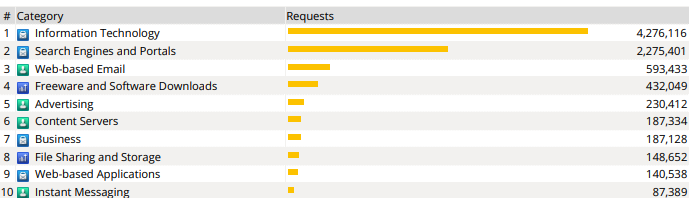 # Category Requests
1 Information Technology 4,276,116
2 Search Engines and Portals 2,275,401
3 Web-based Email 593,433
4 Freeware and Software Downloads 432,049
5 Advertising 230,412
6 Content Servers 187,334
7 Business 187,128
8 File Sharing and Storage 148,652
9 Web-based Applications 140,538
10 Instant Messaging 87,389